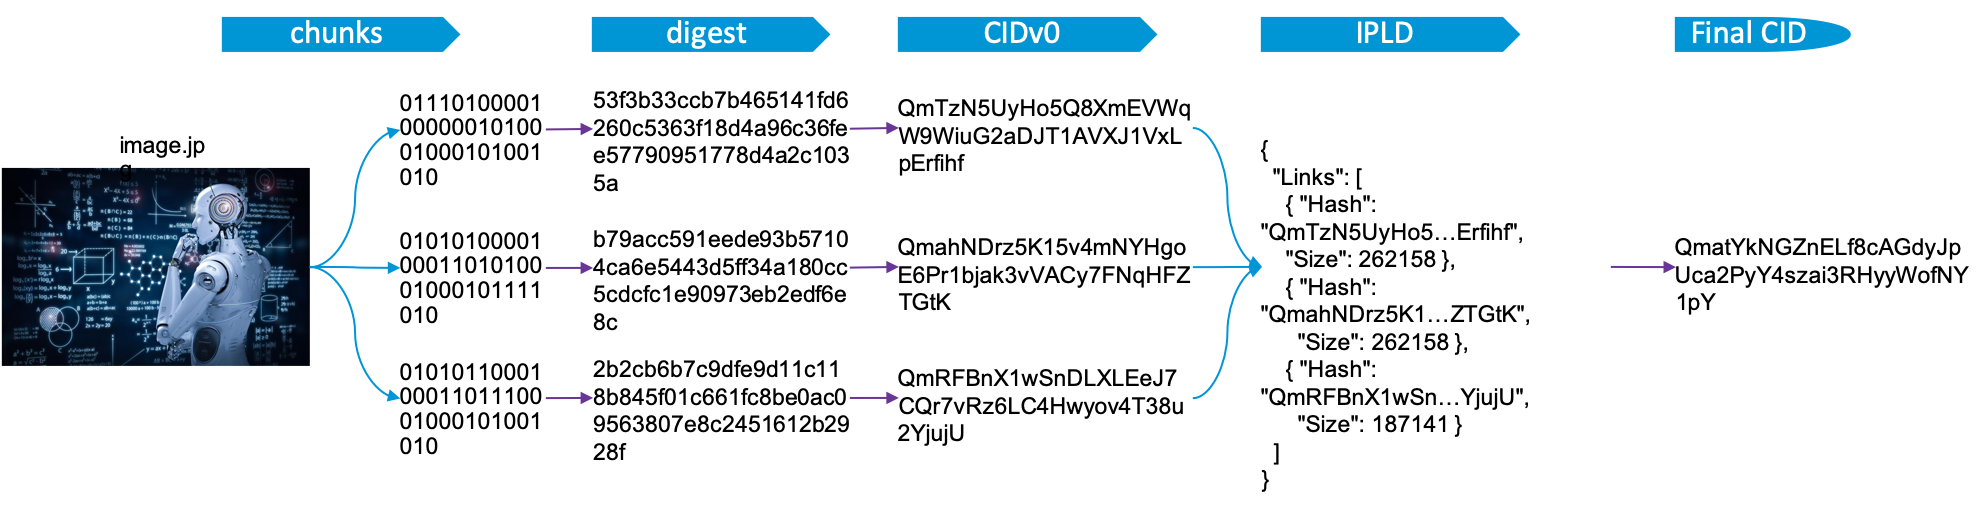 chunks
digest
CIDv0
IPLD
Final CID
image.jp
g
01110100001
00000010100
01000101001
010
53f3b33ccb7b465141fd6
260c5363f18d4a96c36fe
e57790951778d4a2c103
5a
QmTzN5UyHo5Q8XmEVWq
W9WiuG2aDJT1AVXJ1VxL
pErfihf
01010100001
00011010100
01000101111
010
b79acc591eede93b5710
4ca6e5443d5ff34a180cc
5cdcfc1e90973eb2edf6e
8c
QmahNDrz5K15v4mNYHgo
E6Pr1bjak3vVACy7FNqHFZ
TGtK
01010110001
00011011100
01000101001
010
2b2cb6b7c9dfe9d11c11
8b845f01c661fc8be0ac0
9563807e8c2451612b29
28f
QmRFBnX1wSnDLXLEeJ7
CQr7vRz6LC4Hwyov4T38u
2YjujU
{
"Links": [
{ "Hash":
"QmTzN5UyHo5…Erfihf",
"Size": 262158 },
{ "Hash":
"QmahNDrz5K1…ZTGtK",
"Size": 262158 },
{ "Hash":
"QmRFBnX1wSn…YjujU",
"Size": 187141 }
]
}
QmatYkNGZnELf8cAGdyJp
Uca2PyY4szai3RHyyWofNY
1pY